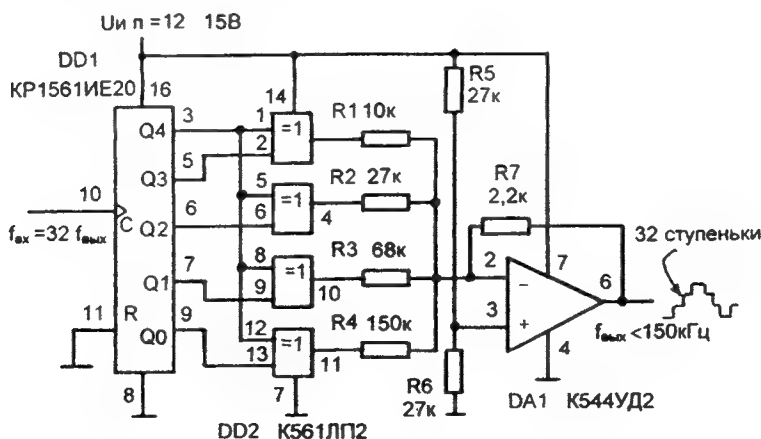 Uи п =12 15В
DD1
КР1561ИЕ20
16
3
Q4
5
Q3
10
6
C
Q2
fвх =32 fвых
7
Q1
11
R
9
Q0
8
14
1
=1
2
R1 10к
5
=1
6
4
R2 27к
8
=1
9
10
R3 68к
12
=1
13
11
R4 150к
7
DD2 К561ЛП2
R5
27к
R7
2,2к
2
−
7
6
3
+
4
R6
27к
DA1 К544УД2
32 ступеньки
fвых <150кГц